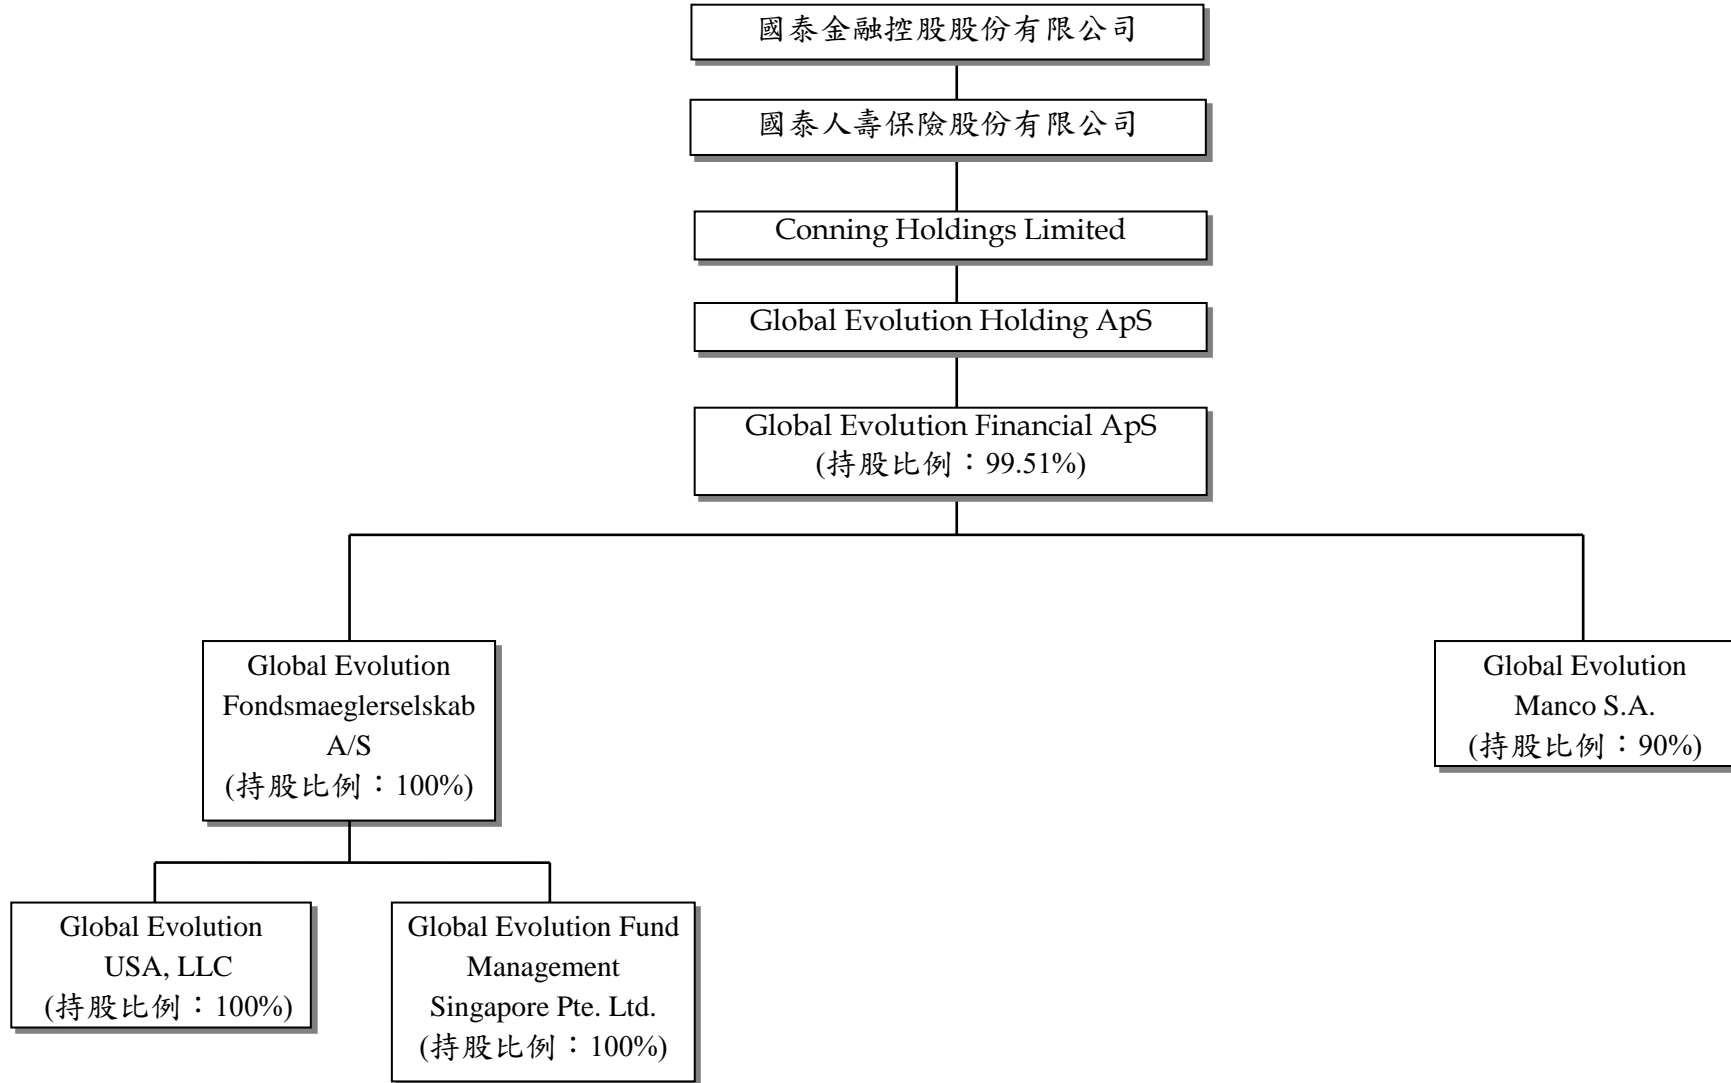 國泰金融控股股份有限公司
國泰人壽保險股份有限公司
Conning Holdings Limited
Global Evolution Holding ApS
Global Evolution Financial ApS
(持股比例：99.51%)
Global Evolution
Fondsmaeglerselskab
A/S
(持股比例：100%)
Global Evolution
Manco S.A.
(持股比例：90%)
Global Evolution
USA, LLC
(持股比例：100%)
Global Evolution Fund
Management
Singapore Pte. Ltd.
(持股比例：100%)